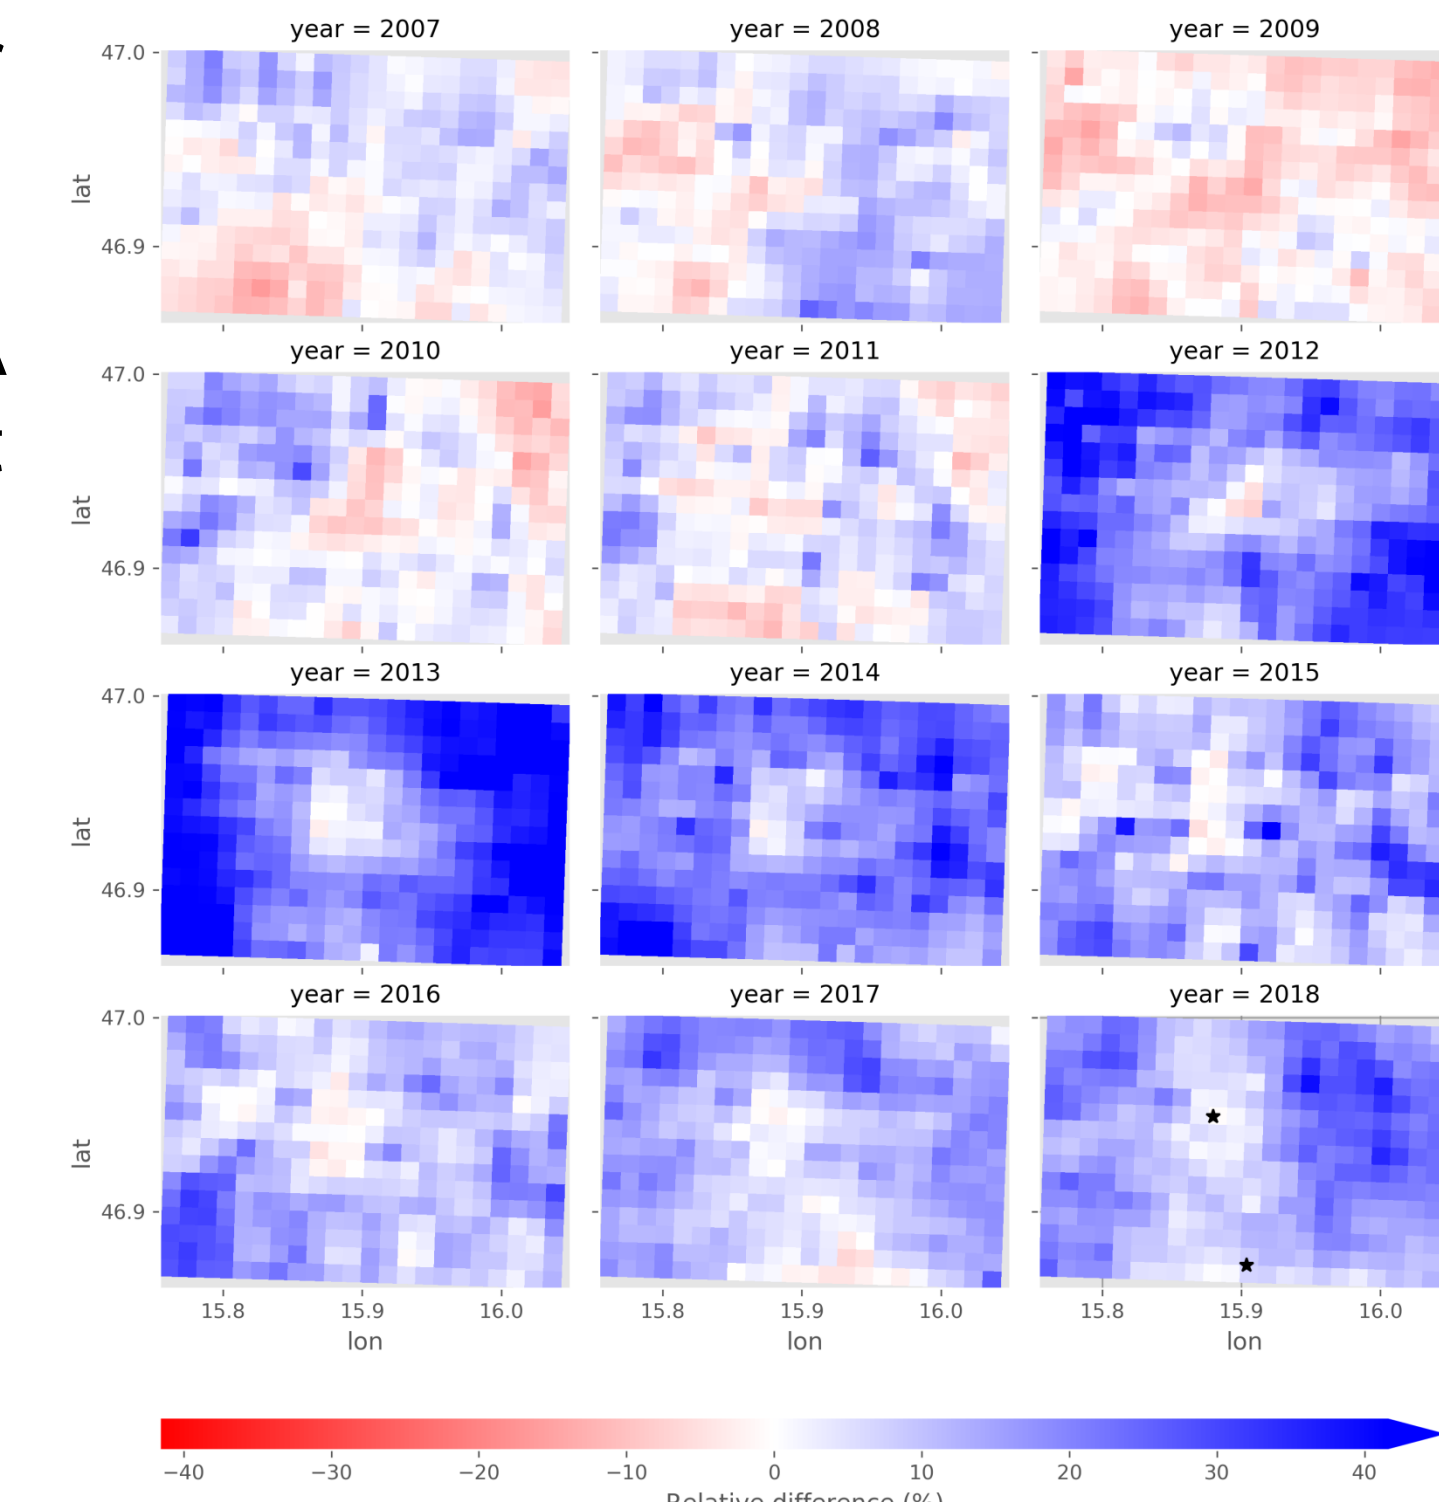 year = 2007 year = 2008 year = 2009
47.0
lat
46.9
year = 2010 year = 2011 year = 2012
47.0
lat
46.9
year = 2013 year = 2014 year = 2015
47.0
lat
46.9
year = 2016 year = 2017 year = 2018
47.0
lat
46.9
15.8 15.9 16.0 15.8 15.9 16.0 15.8 15.9 16.0
lon lon lon
−40 −30 −20 −10 0 10 20 30 40
Relative difference (%)